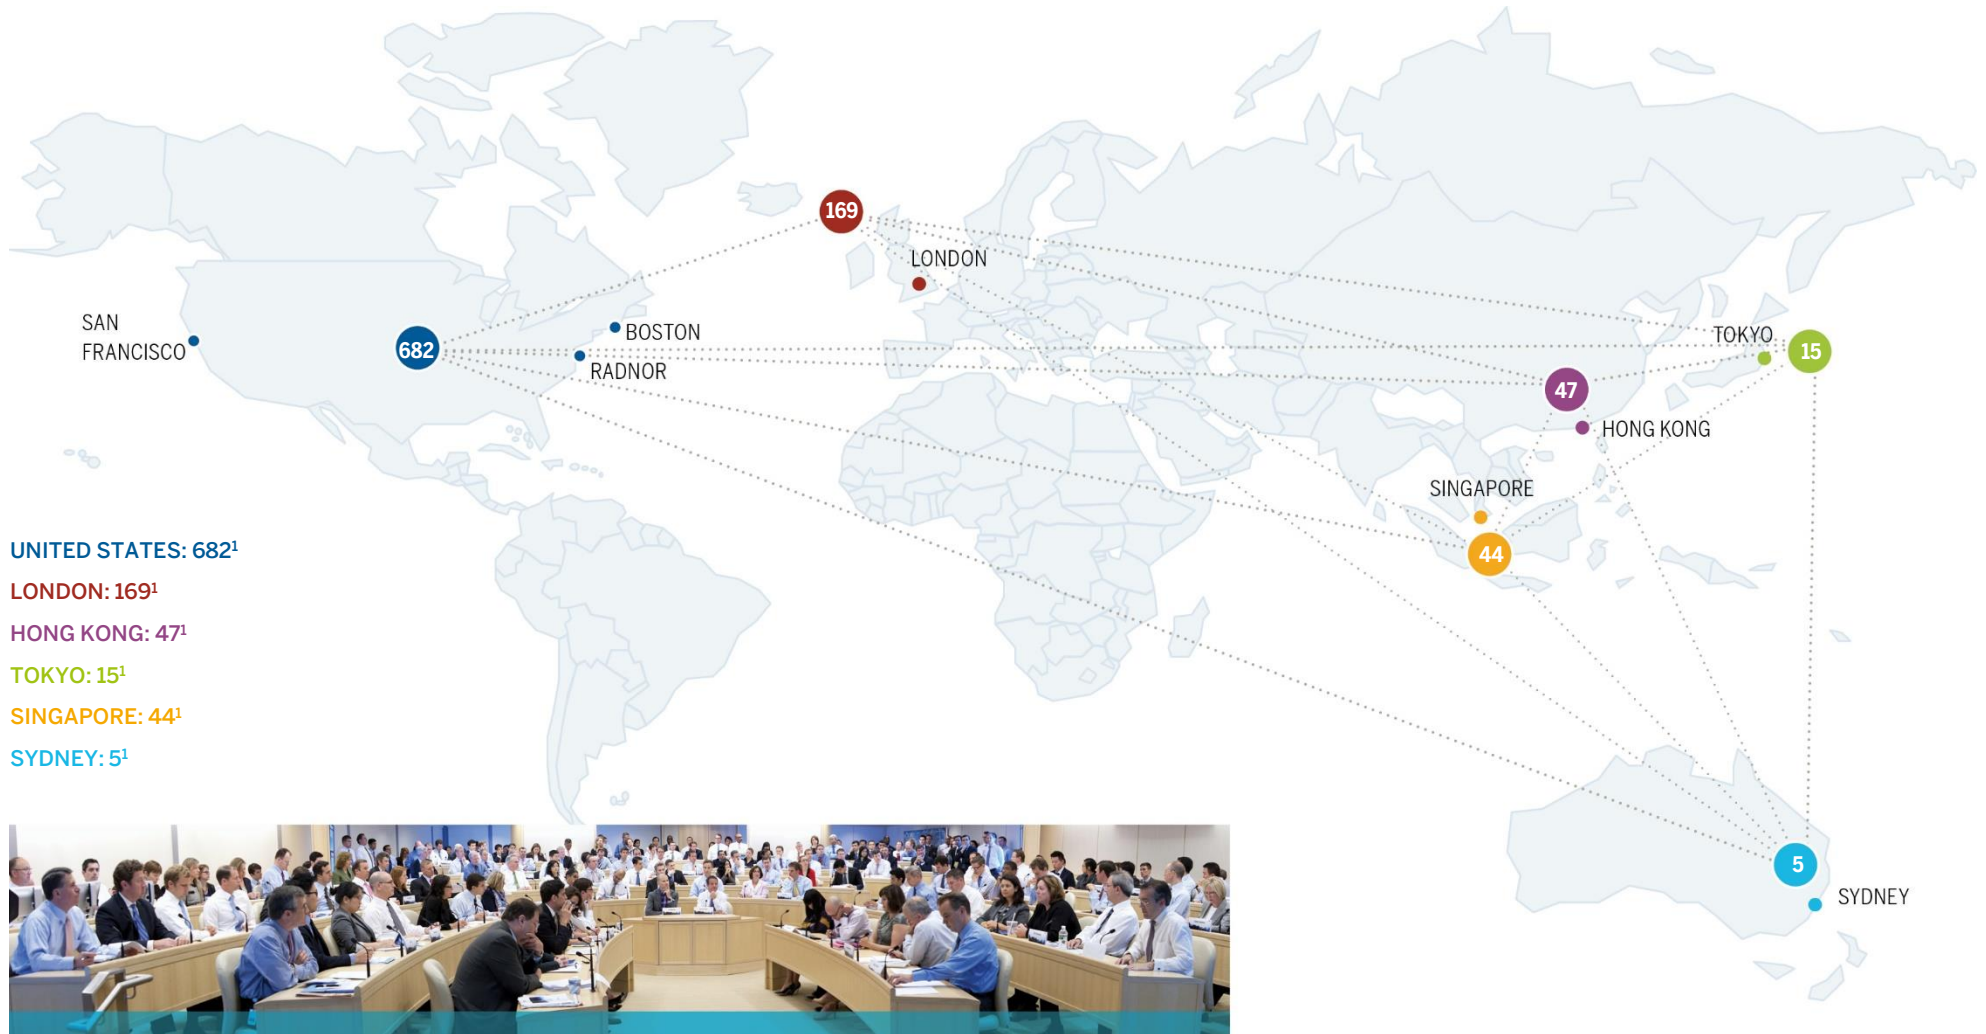 169
LONDON
SAN
FRANCISCO
682
BOSTON
RADNOR
TOKYO
15
47
HONG KONG
SINGAPORE
44
UNITED STATES: 682¹
LONDON: 169¹
HONG KONG: 47¹
TOKYO: 15¹
SINGAPORE: 44¹
SYDNEY: 5¹
5
SYDNEY